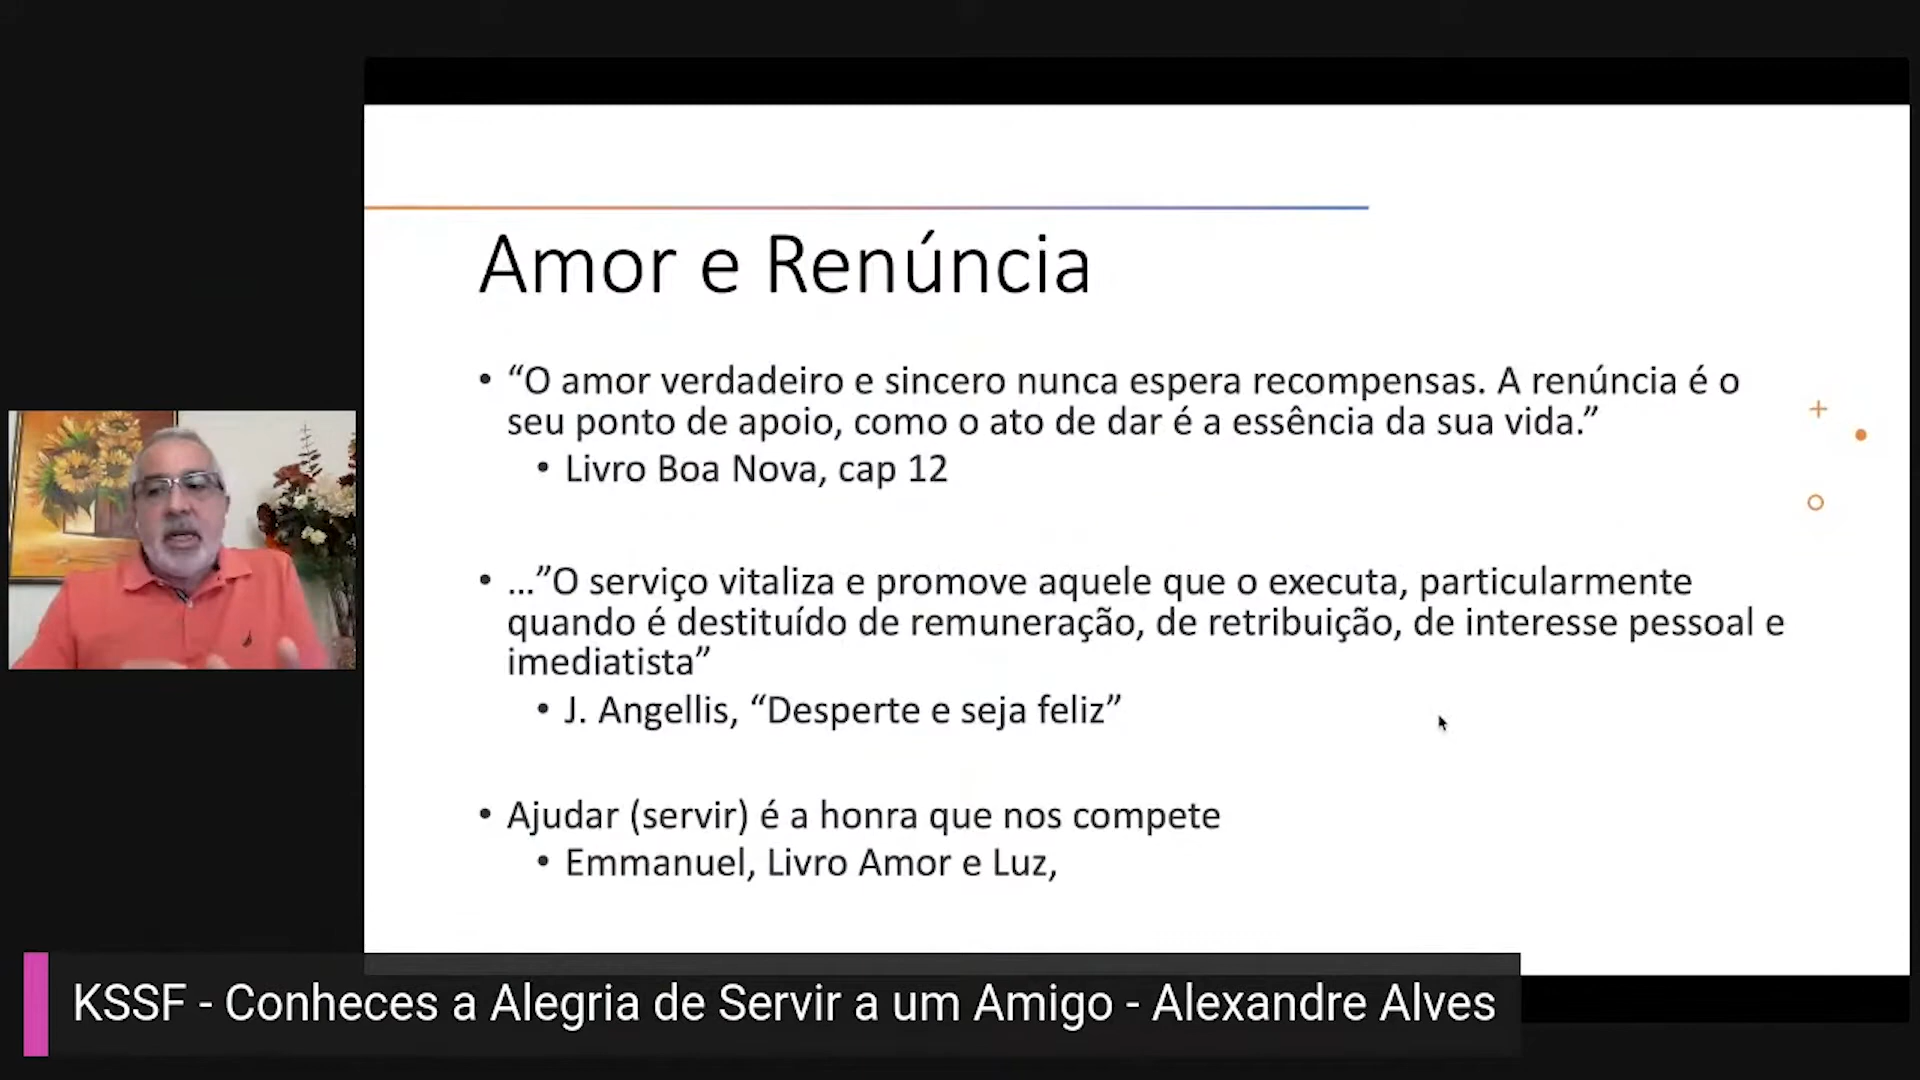 Amor e Renúncia
• “O amor verdadeiro e sincero nunca espera recompensas. A renúncia é o
seu ponto de apoio, como o ato de dar é a essência da sua vida.”
• Livro Boa Nova, cap 12
• ...”O serviço vitaliza e promove aquele que o executa, particularmente
quando é destituído de remuneração, de retribuição, de interesse pessoal e
imediatista”
• J. Angellis, “Desperte e seja feliz”
• Ajudar (servir) é a honra que nos compete
• Emmanuel, Livro Amor e Luz,
KSSF - Conheces a Alegria de Servir a um Amigo - Alexandre Alves